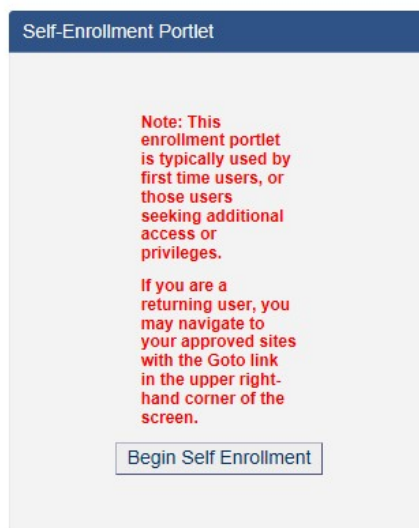 Self-Enrollment Portlet
Note: This
enrollment portlet
is typically used by
first time users, or
those users
seeking additional
access or
privileges.
If you are a
returning user, you
may navigate to
your approved sites
with the Goto link
in the upper right-
hand corner of the
screen.
Begin Self Enrollment